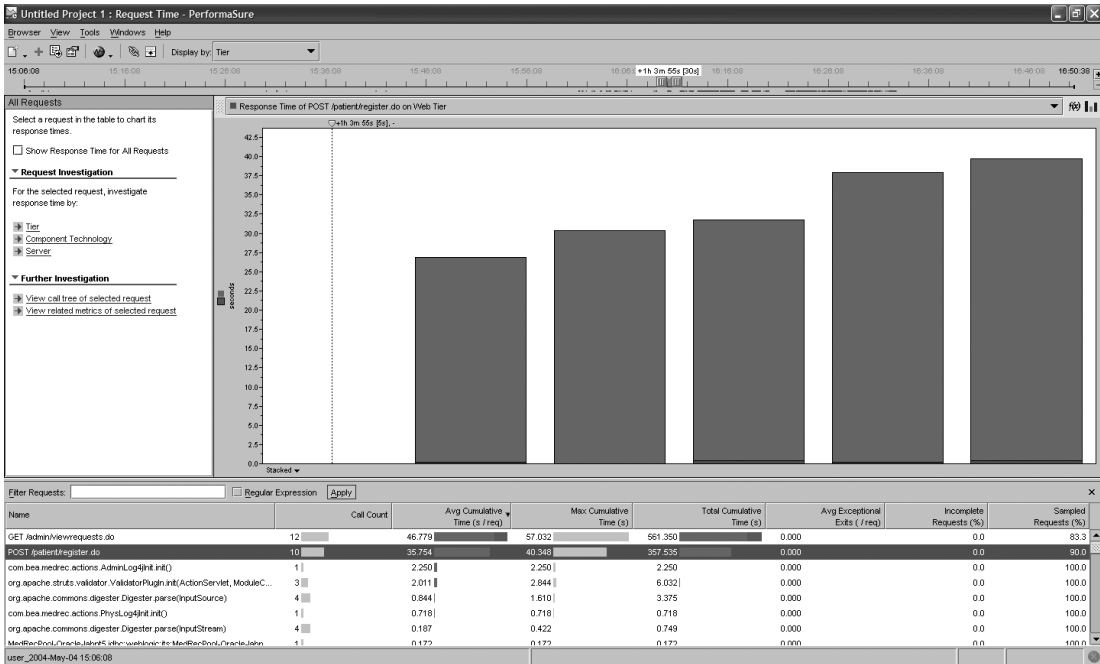 Untitled Project 1 : Request Time - PerformaSure
Browser View Tools Windows Help
Display by: Tier
15:06:08 15:16:08 15:26:08 15:36:08 15:46:08 15:56:08 16:06: +1h 3m 55s [30s] 16:16:08 16:26:08 16:36:08 16:46:08 16:50:38
All Requests
Select a request in the table to chart its
response times.
Show Response Time for All Requests
Request Investigation
For the selected request, investigate
response time by:
Tier
Component Technology
Server
Further Investigation
View call tree of selected request
View related metrics of selected request
Response Time of POST /patient/register.do on Web Tier
f(x)
+1h 3m 55s [5s], -
42.5
40.0
37.5
35.0
32.5
30.0
27.5
25.0
22.5
20.0
17.5
15.0
12.5
10.0
7.5
5.0
2.5
0.0
seconds
Stacked
Filter Requests: Regular Expression Apply
Name Call Count Avg Cumulative Time (s / req) Max Cumulative Time (s) Total Cumulative Time (s) Avg Exceptional Exits ( / req) Incomplete Requests (%) Sampled Requests (%)
GET /admin/viewrequests.do 12 46.779 57.032 561.350 0.000 0.0 83.3
POST /patient/register.do 10 35.754 40.348 357.535 0.000 0.0 90.0
com.bea.medrec.actions.AdminLog4jInit.init() 1 2.250 2.250 2.250 0.000 0.0 100.0
org.apache.struts.validator.ValidatorPlugIn.init(ActionServlet, ModuleC... 3 2.011 2.844 6.032 0.000 0.0 100.0
org.apache.commons.digester.Digester.parse(InputSource) 4 0.844 1.610 3.375 0.000 0.0 100.0
com.bea.medrec.actions.PhysLog4jInit.init() 1 0.718 0.718 0.718 0.000 0.0 100.0
org.apache.commons.digester.Digester.parse(InputStream) 4 0.187 0.422 0.749 0.000 0.0 100.0
1 0.172 0.172 0.172 0.000 0.0 100.0
user_2004-May-04 15:06:08